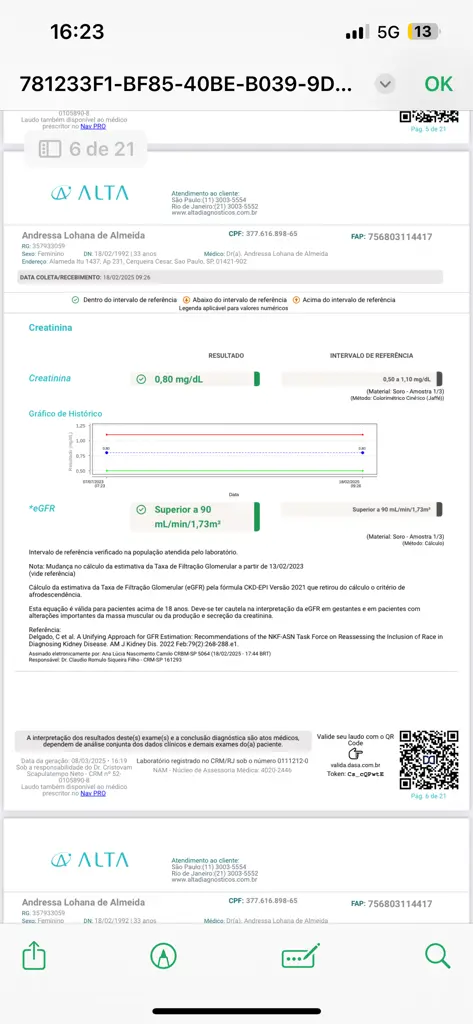 16:23
5G 13
781233F1-BF85-40BE-B039-9D...
OK
0105890-8
Laudo também disponível ao médico
prescritor no Nav PRO
Pág. 5 de 21
6 de 21
ALTA
Atendimento ao cliente:
São Paulo:(11) 3003-5554
Rio de Janeiro:(21) 3003-5552
www.altadiagnosticos.com.br
Andressa Lohana de Almeida
CPF: 377.616.898-65
FAP: 756803114417
RG: 357933059
Sexo: Feminino DN: 18/02/1992 | 33 anos Médico: Dr(a). Andressa Lohana de Almeida
Endereço: Alameda Itu 1437. Ap 231, Cerqueira Cesar, Sao Paulo, SP. 01421-902
DATA COLETA/RECEBIMENTO: 18/02/2025 09:26
Dentro do intervalo de referência Abaixo do intervalo de referência Acima do intervalo de referência
Legenda aplicável para valores numéricos
Creatinina
RESULTADO INTERVALO DE REFERÊNCIA
Creatinina 0,80 mg/dL 0,50 a 1,10 mg/dL
(Material: Soro - Amostra 1/3)
(Método: Colorimétrico Cinérico (Jaffé))
Gráfico de Histórico
Resultado (mg/dL)
1,25
1,00
0,75
0,50
0,80 0,80
07/01/2023
07:23
18/02/2025
09:26
Data
*eGFR Superior a 90
mL/min/1,73m² Superior a 90 mL/min/1,73m²
(Material: Soro - Amostra 1/3)
(Método: Cálculo)
Intervalo de referência verificado na população atendida pelo laboratório.
Nota: Mudança no cálculo da estimativa da Taxa de Filtração Glomerular a partir de 13/02/2023
(vide referência)
Cálculo da estimativa da Taxa de Filtração Glomerular (eGFR) pela fórmula CKD-EPI Versão 2021 que retirou do cálculo o critério de
afrodescendência.
Esta equação é válida para pacientes acima de 18 anos. Deve-se ter cautela na interpretação da eGFR em gestantes e em pacientes com
alterações importantes da massa muscular ou da produção e secreção da creatinina.
Referência:
Delgado, C et al. A Unifying Approach for GFR Estimation: Recommendations of the NKF-ASN Task Force on Reassessing the Inclusion of Race in
Diagnosing Kidney Disease. AM J Kidney Dis. 2022 Feb:79(2):268-288.e1.
Assinado eletronicamente por: Ana Lúcia Nascimento Camilo CRBM-SP 5064 (18/02/2025 - 17:44 BRT)
Responsável: Dr. Claudio Romulo Siqueira Filho - CRM-SP 161293
A interpretação dos resultados deste(s) exame(s) e a conclusão diagnóstica são atos médicos,
dependem de análise conjunta dos dados clínicos e demais exames do(a) paciente.
Valide seu laudo com o QR
Code
valida.dasa.com.br
Data da geração: 08/03/2025 • 16:19
Sob a responsabilidade do Dr. Cristovam
Scapulatempo Neto - CRM nº 52-
0105890-8
Laudo também disponível ao médico
prescritor no Nav PRO
Laboratório registrado no CRM/RJ sob o número 0111212-0
NAM - Núcleo de Assessoria Médica: 4020-2446
Token: Ca_cQPwtE
Pág. 6 de 21
ALTA
Atendimento ao cliente:
São Paulo:(11) 3003-5554
Rio de Janeiro:(21) 3003-5552
www.altadiagnosticos.com.br
Andressa Lohana de Almeida
CPF: 377.616.898-65
FAP: 756803114417
RG: 357933059
Sexo: Feminino DN: 18/02/1992 | 33 anos Médico: Dr(a). Andressa Lohana de Almeida